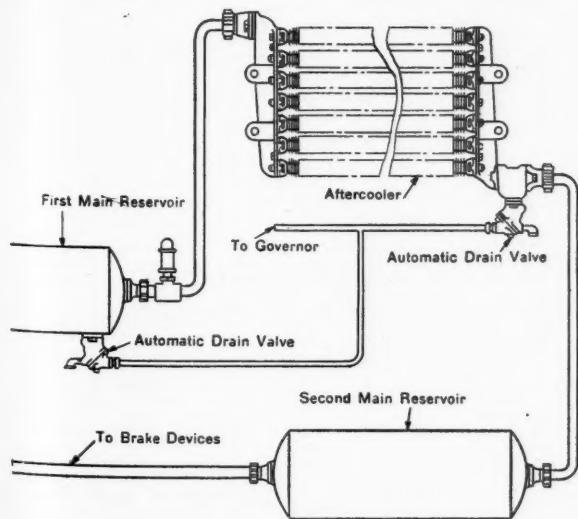 Aftercooler
First Main Reservoir
To Governor
Automatic Drain Valve
Automatic Drain Valve
Second Main Reservoir
To Brake Devices